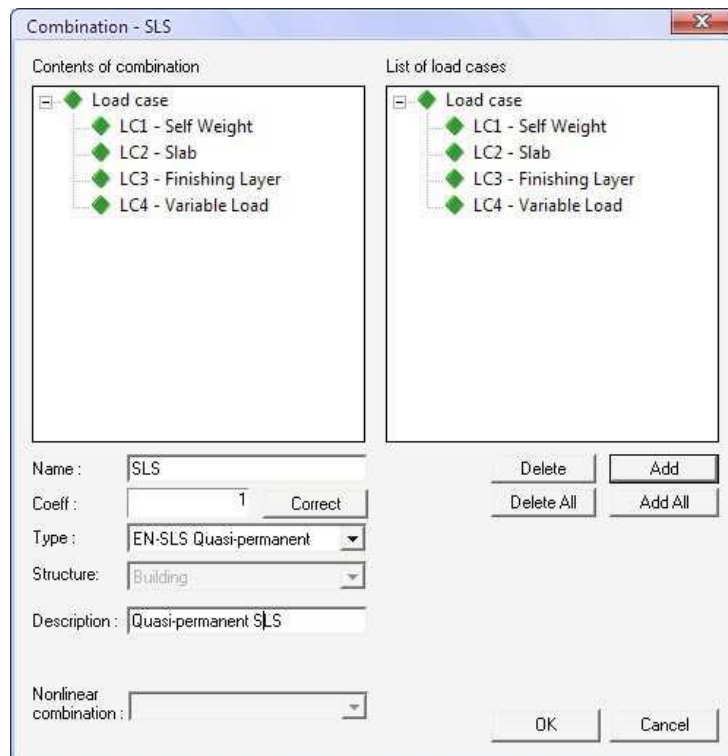 Combination - SLS
Contents of combination
List of load cases
Load case
LC1 - Self Weight
LC2 - Slab
LC3 - Finishing Layer
LC4 - Variable Load
Load case
LC1 - Self Weight
LC2 - Slab
LC3 - Finishing Layer
LC4 - Variable Load
Name : SLS
Delete Add
Coeff : 1 Correct
Delete All Add All
Type : EN-SLS Quasi-permanent
Structure: Building
Description : Quasi-permanent SLS
Nonlinear
combination :
OK Cancel